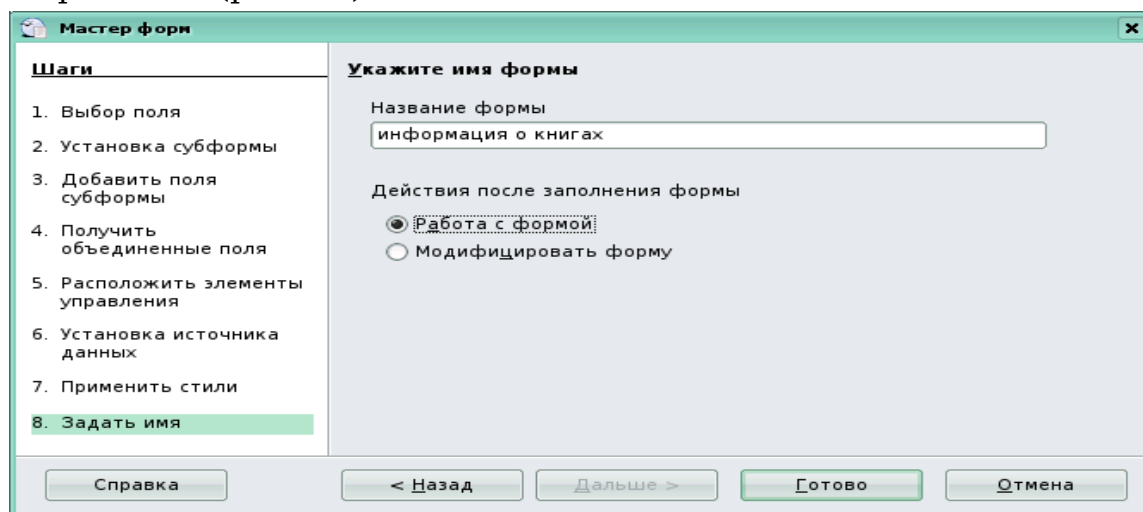 Мастер форм
Шаги
1. Выбор поля
2. Установка субформы
3. Добавить поля
субформы
4. Получить
объединенные поля
5. Расположить элементы
управления
6. Установка источника
данных
7. Применить стили
8. Задать имя
Укажите имя формы
Название формы
информация о книгах
Действия после заполнения формы
Работа с формой
Модифицировать форму
Справка
< Назад
Дальше >
Готово
Отмена